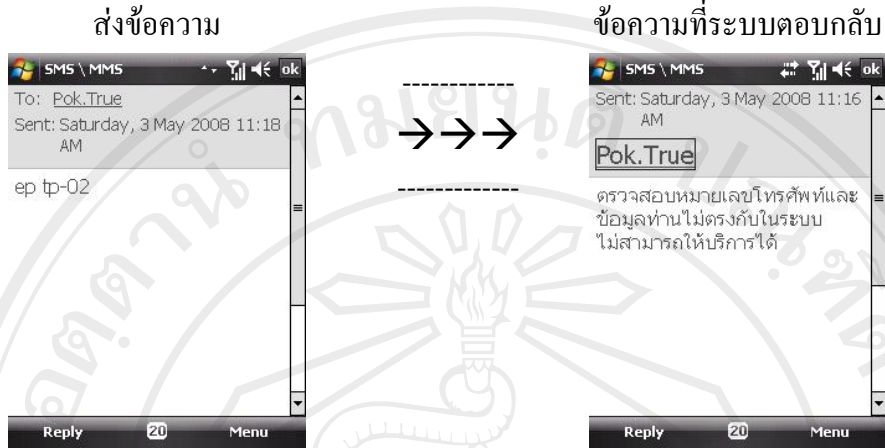 ส่งข้อความ
SMS \ MMS
ok
To: Pok.True
Sent: Saturday, 3 May 2008 11:18
AM
ep tp-02
Reply
20
Menu
------------
→→→
-------------
ข้อความที่ระบบตอบกลับ
SMS \ MMS
ok
Sent: Saturday, 3 May 2008 11:16
AM
Pok.True
ตรวจสอบหมายเลขโทรศัพท์และ
ข้อมูลท่านไม่ตรงกับในระบบ
ไม่สามารถให้บริการได้
Reply
20
Menu